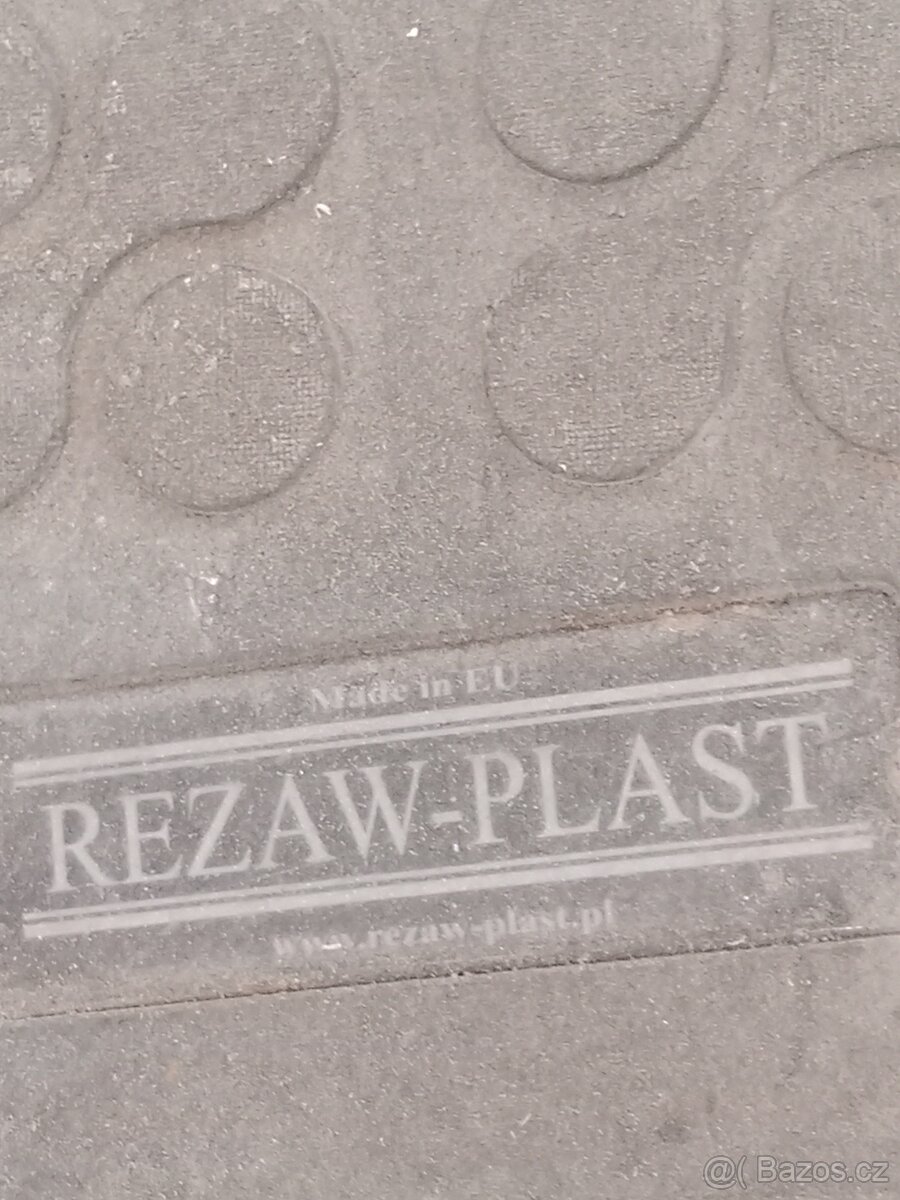 Made in EU
REZAW-PLAST
www.rezaw-plast.pl
@( Bazos.cz